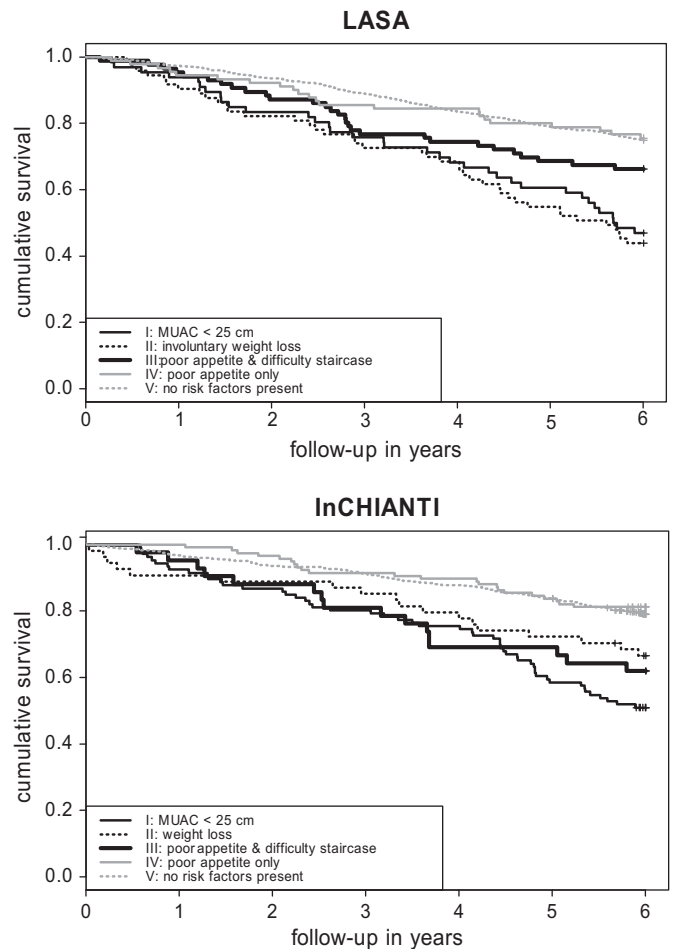 LASA
1.0
0.8
0.6
0.4
0.2
0.0
cumulative survival
I: MUAC < 25 cm
II: involuntary weight loss
III:poor appetite & difficulty staircase
IV: poor appetite only
V: no risk factors present
0 1 2 3 4 5 6
follow-up in years
InCHIANTI
1.0
0.8
0.6
0.4
0.2
0.0
cumulative survival
I: MUAC < 25 cm
II: weight loss
III: poor appetite & difficulty staircase
IV: poor appetite only
V: no risk factors present
0 1 2 3 4 5 6
follow-up in years